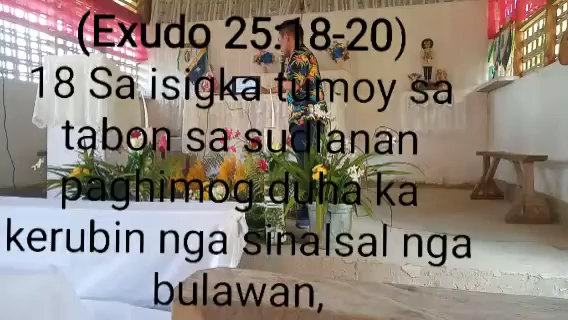 (Exudo 25:18-20)
18 Sa isigka tumoy sa
tabon sa sudlanan
paghimog duha ka
kerubin nga sinalsal nga
bulawan,